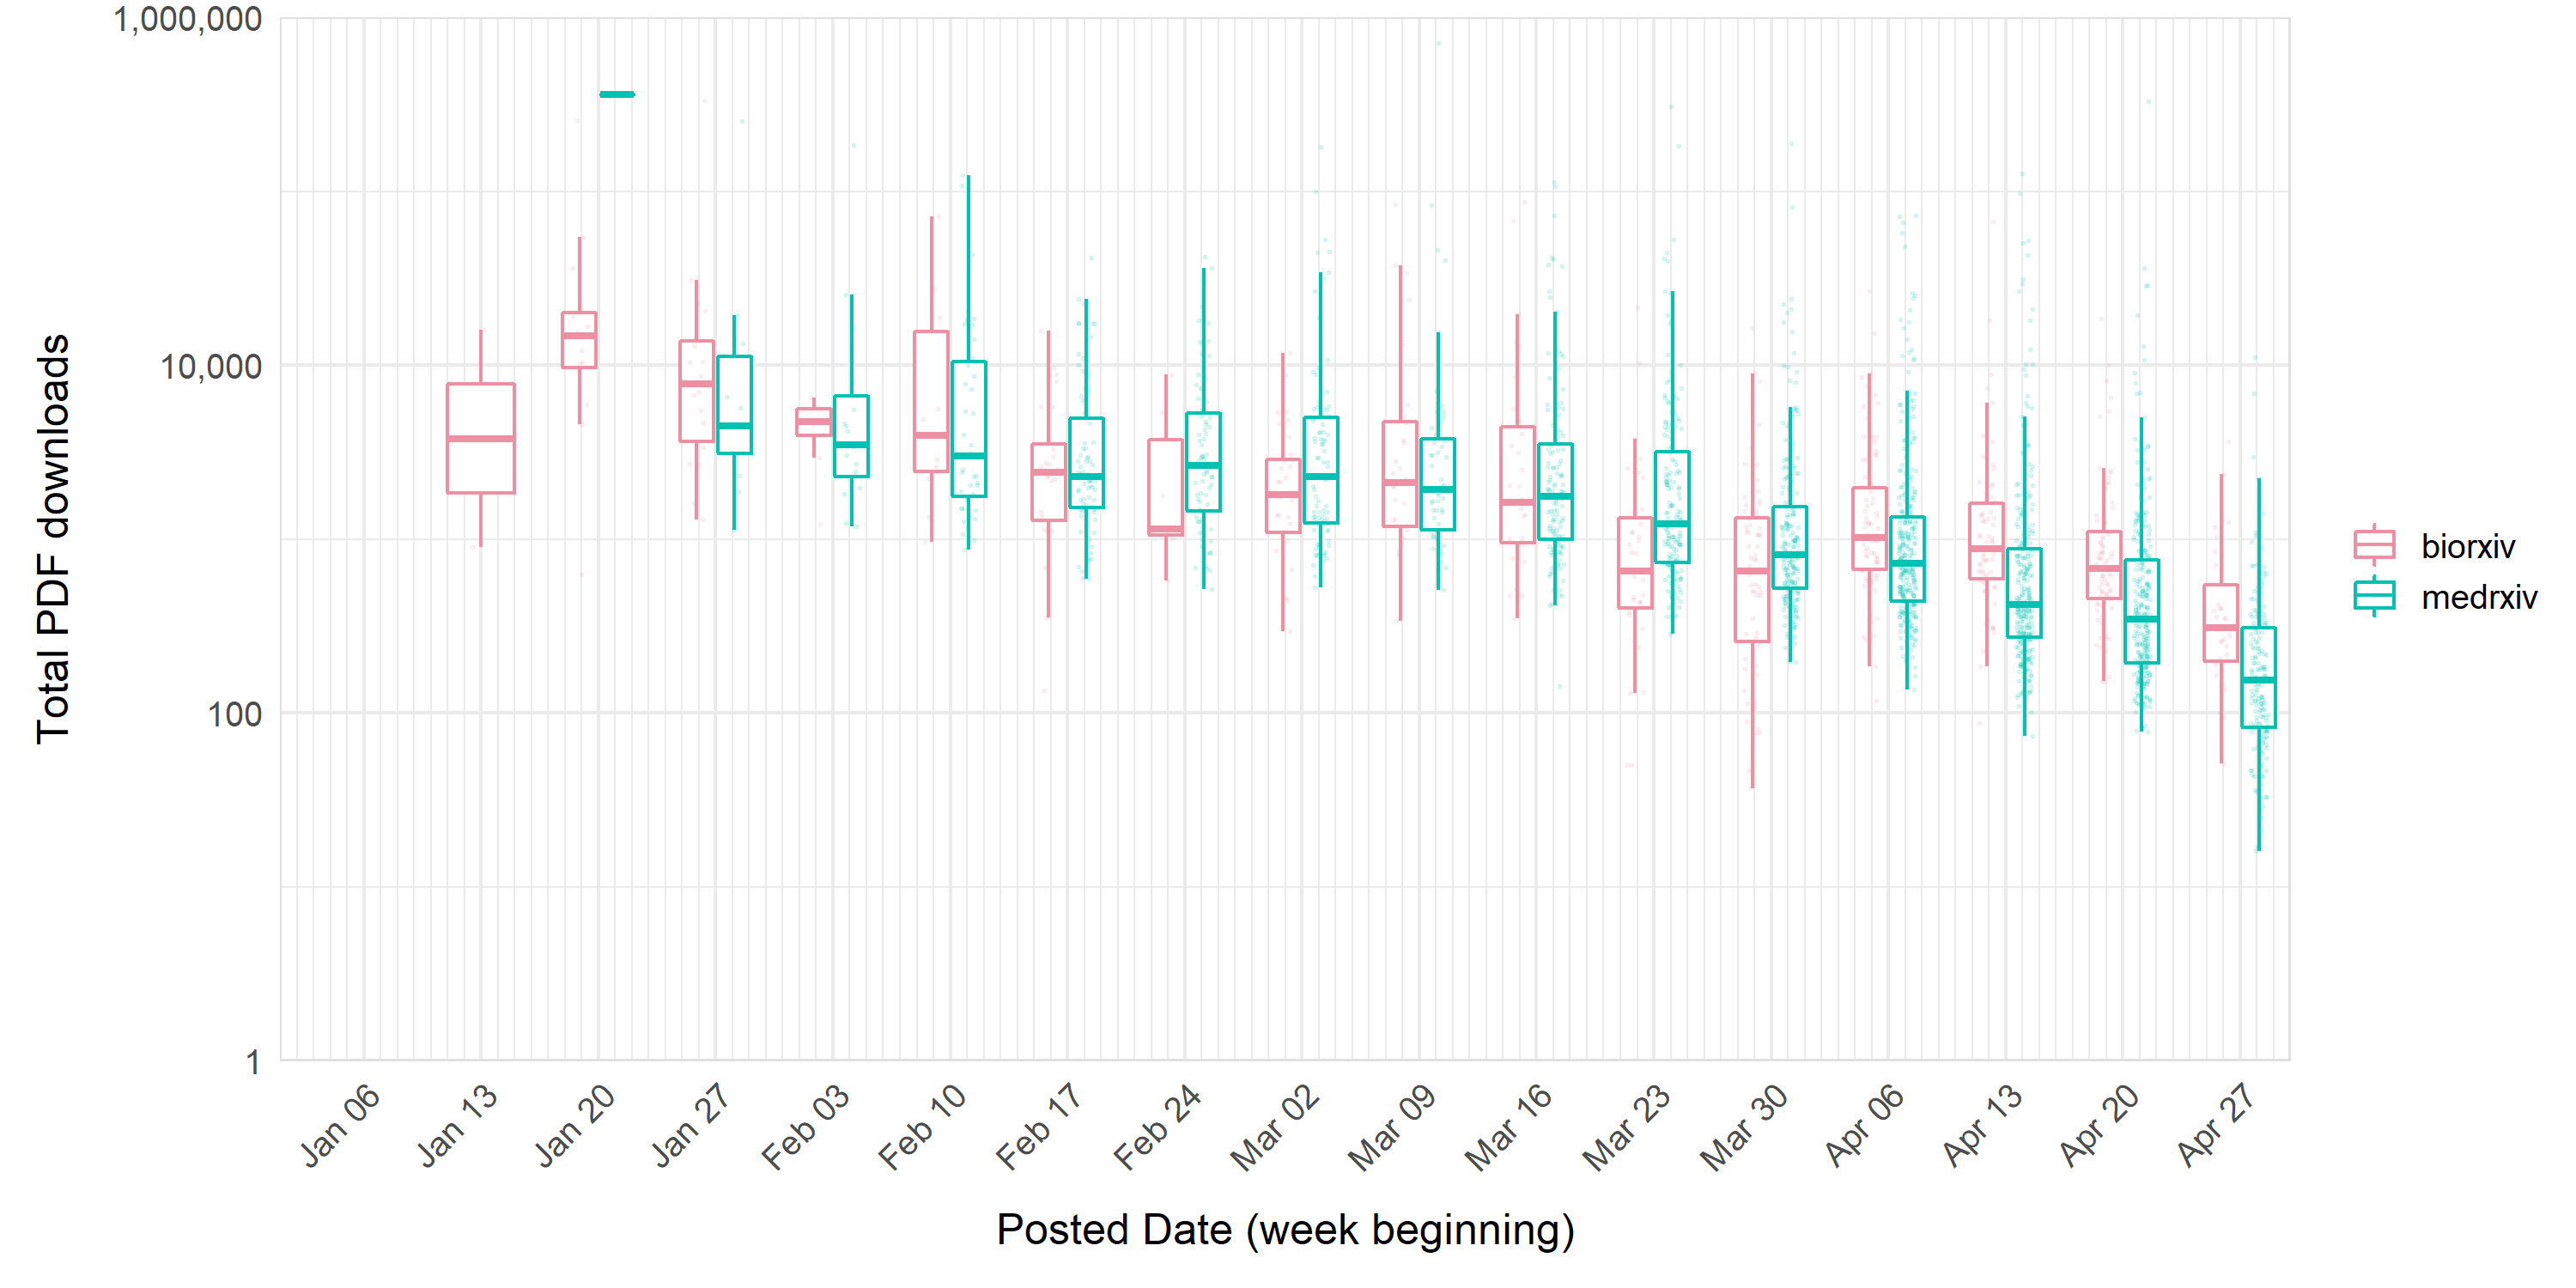 1,000,000
10,000
100
1
Total PDF downloads
Jan 06
Jan 13
Jan 20
Jan 27
Feb 03
Feb 10
Feb 17
Feb 24
Mar 02
Mar 09
Mar 16
Mar 23
Mar 30
Apr 06
Apr 13
Apr 20
Apr 27
Posted Date (week beginning)
biorxiv
medrxiv